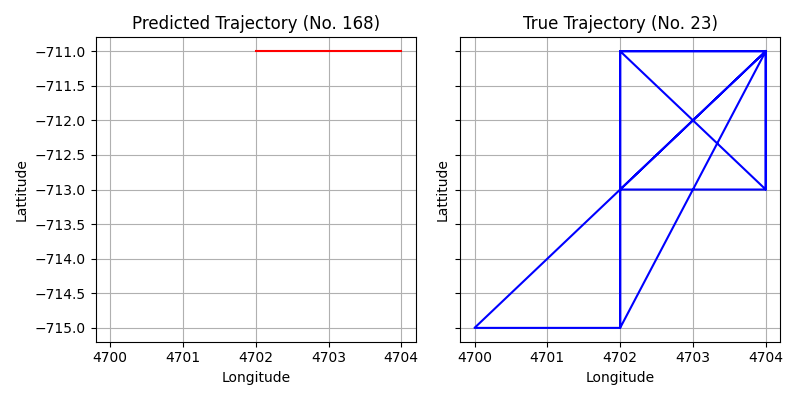 Predicted Trajectory (No. 168)
True Trajectory (No. 23)
Lattitude
−711.0
−711.5
−712.0
−712.5
−713.0
−713.5
−714.0
−714.5
−715.0
4700 4701 4702 4703 4704
Longitude
Lattitude
4700 4701 4702 4703 4704
Longitude